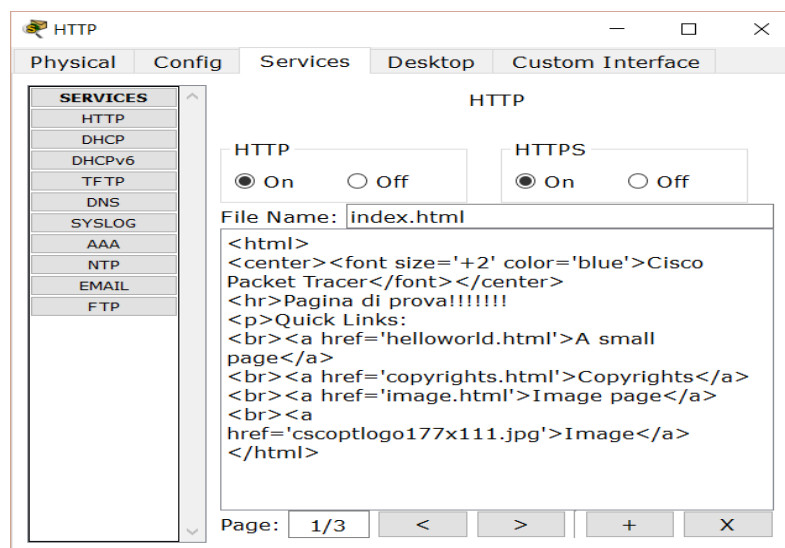 HTTP
Physical Config Services Desktop Custom Interface
SERVICES
HTTP
DHCP
DHCPv6
TFTP
DNS
SYSLOG
AAA
NTP
EMAIL
FTP
HTTP
HTTP HTTPS
On Off On Off
File Name: index.html
<html>
<center><font size='+2' color='blue'>Cisco
Packet Tracer</font></center>
<hr>Pagina di prova!!!!!!!
<p>Quick Links:
<br><a href='helloworld.html'>A small
page</a>
<br><a href='copyrights.html'>Copyrights</a>
<br><a href='image.html'>Image page</a>
<br><a
href='cscoptlogo177x111.jpg'>Image</a>
</html>
Page: 1/3 < > + X